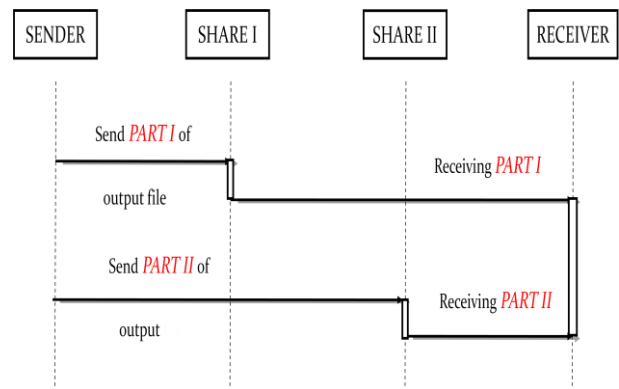 SENDER
SHARE I
SHARE II
RECEIVER
Send PART I of
output file
Receiving PART I
Send PART II of
output
Receiving PART II